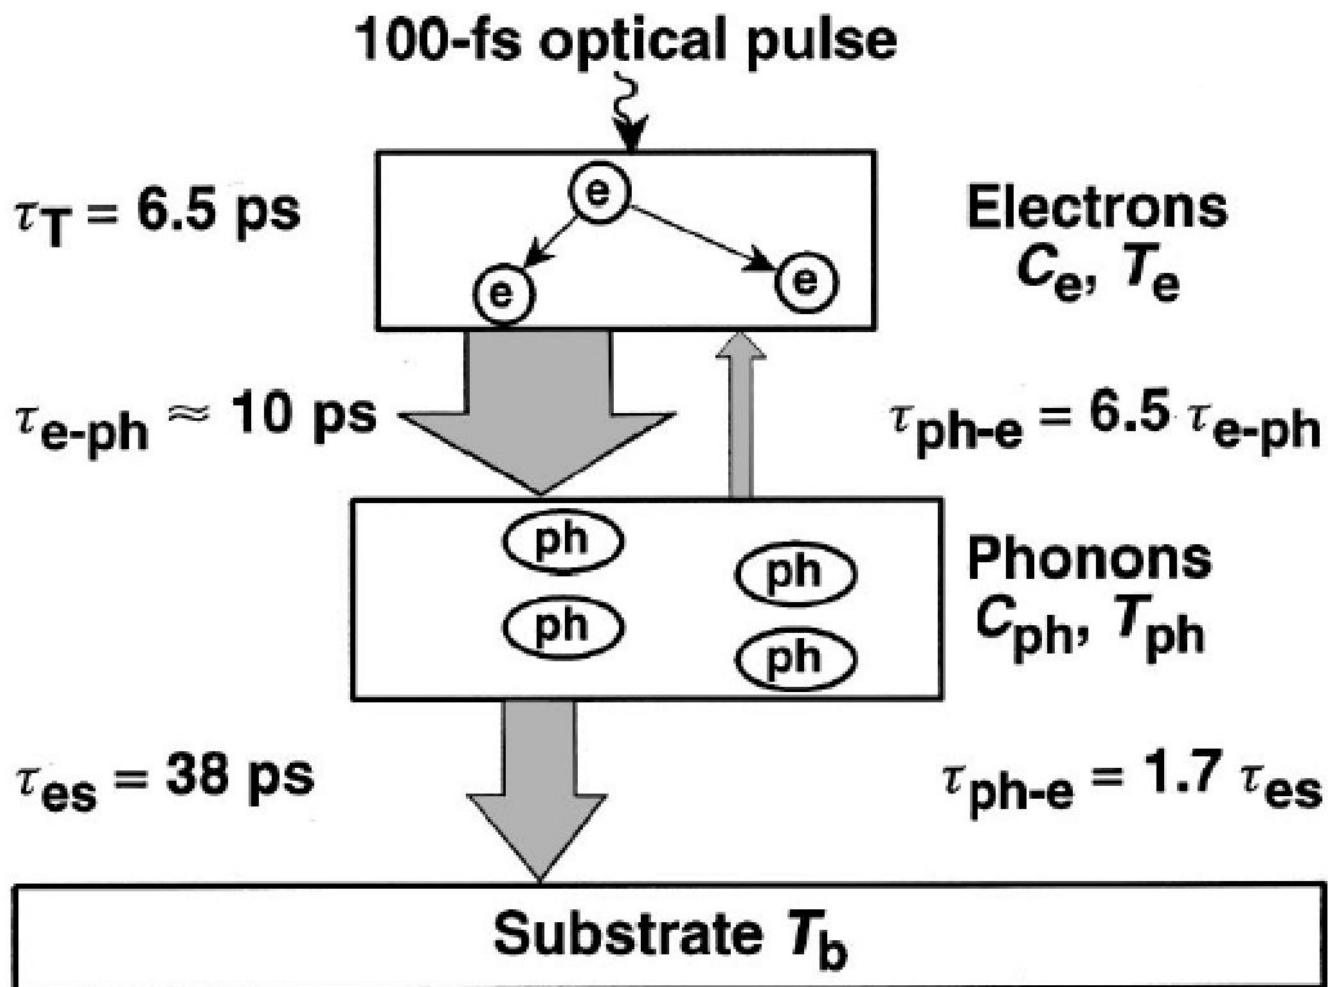 100-fs optical pulse
τT = 6.5 ps
e
e
e
Electrons
Ce, Te
τe-ph ≈ 10 ps
τph-e = 6.5 τe-ph
ph
ph
ph
ph
Phonons
Cph, Tph
τes = 38 ps
τph-e = 1.7 τes
Substrate Tb